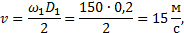 v = ω₁D₁/2 = 150 · 0,2/2 = 15 м/с,